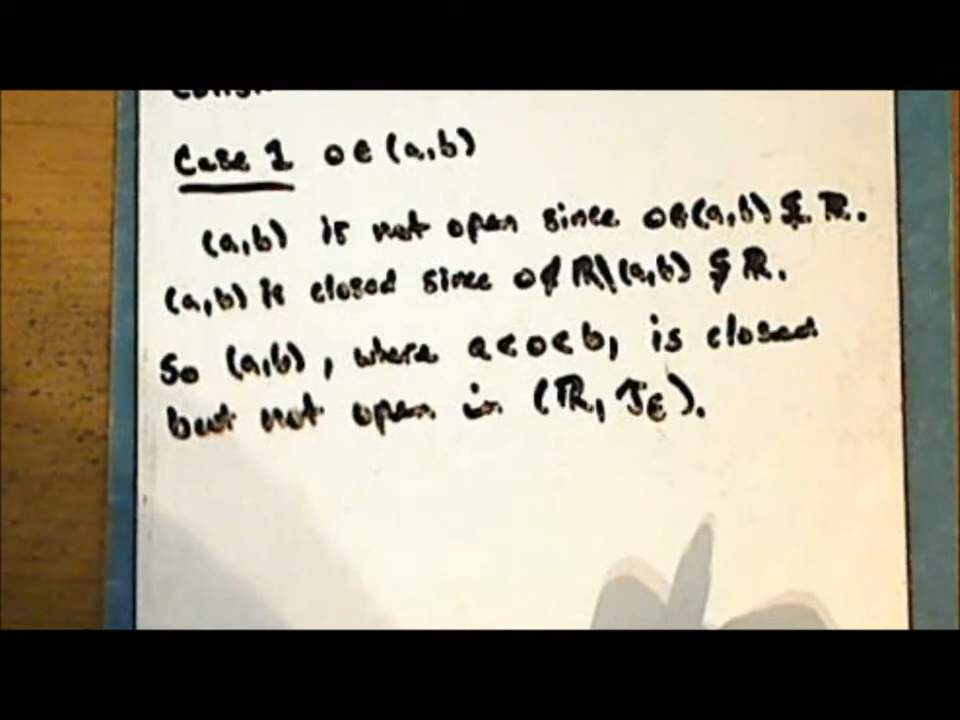 Case 1 0∈(a,b)
(a,b) is not open since 0∈(a,b)⊊ℝ.
(a,b) is closed since 0∉ℝ\(a,b)⊊ℝ.
So (a,b), where a<0<b, is closed
but not open in (ℝ, 𝒯_E).